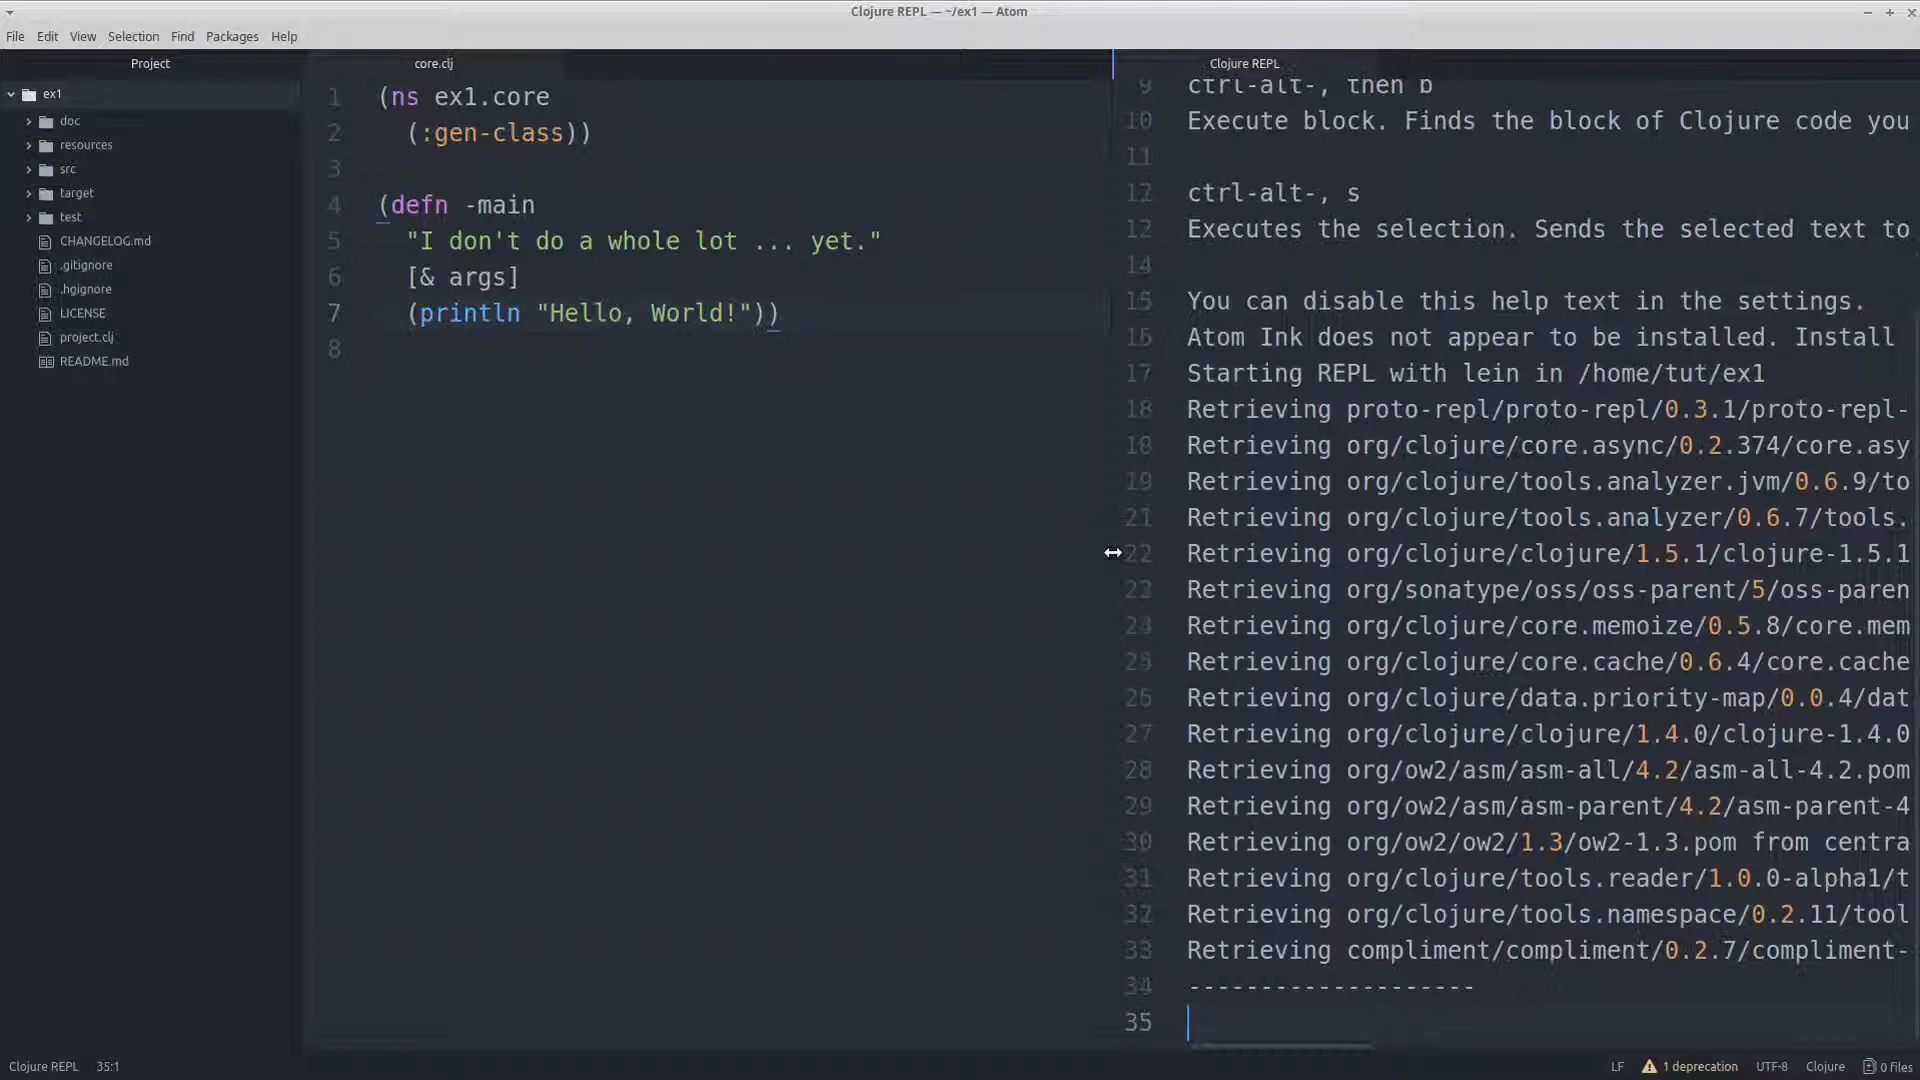 Clojure REPL — ~/ex1 — Atom
File Edit View Selection Find Packages Help
Project
ex1
doc
resources
src
target
test
CHANGELOG.md
.gitignore
.hgignore
LICENSE
project.clj
README.md
core.clj
1 (ns ex1.core
2 (:gen-class))
3
4 (defn -main
5 "I don't do a whole lot ... yet."
6 [& args]
7 (println "Hello, World!"))
8
Clojure REPL
9 ctrl-alt-, then b
10 Execute block. Finds the block of Clojure code you
11
12 ctrl-alt-, s
Executes the selection. Sends the selected text to
14
15 You can disable this help text in the settings.
16 Atom Ink does not appear to be installed. Install
17 Starting REPL with lein in /home/tut/ex1
18 Retrieving proto-repl/proto-repl/0.3.1/proto-repl-
Retrieving org/clojure/core.async/0.2.374/core.asy
Retrieving org/clojure/tools.analyzer.jvm/0.6.9/to
21 Retrieving org/clojure/tools.analyzer/0.6.7/tools.
22 Retrieving org/clojure/clojure/1.5.1/clojure-1.5.1
Retrieving org/sonatype/oss/oss-parent/5/oss-paren
Retrieving org/clojure/core.memoize/0.5.8/core.mem
25 Retrieving org/clojure/core.cache/0.6.4/core.cache
26 Retrieving org/clojure/data.priority-map/0.0.4/dat
27 Retrieving org/clojure/clojure/1.4.0/clojure-1.4.0
28 Retrieving org/ow2/asm/asm-all/4.2/asm-all-4.2.pom
29 Retrieving org/ow2/asm/asm-parent/4.2/asm-parent-4
30 Retrieving org/ow2/ow2/1.3/ow2-1.3.pom from centra
31 Retrieving org/clojure/tools.reader/1.0.0-alpha1/t
32 Retrieving org/clojure/tools.namespace/0.2.11/tool
33 Retrieving compliment/compliment/0.2.7/compliment-
34 --------------------
35
Clojure REPL 35:1
LF 1 deprecation UTF-8 Clojure 0 files